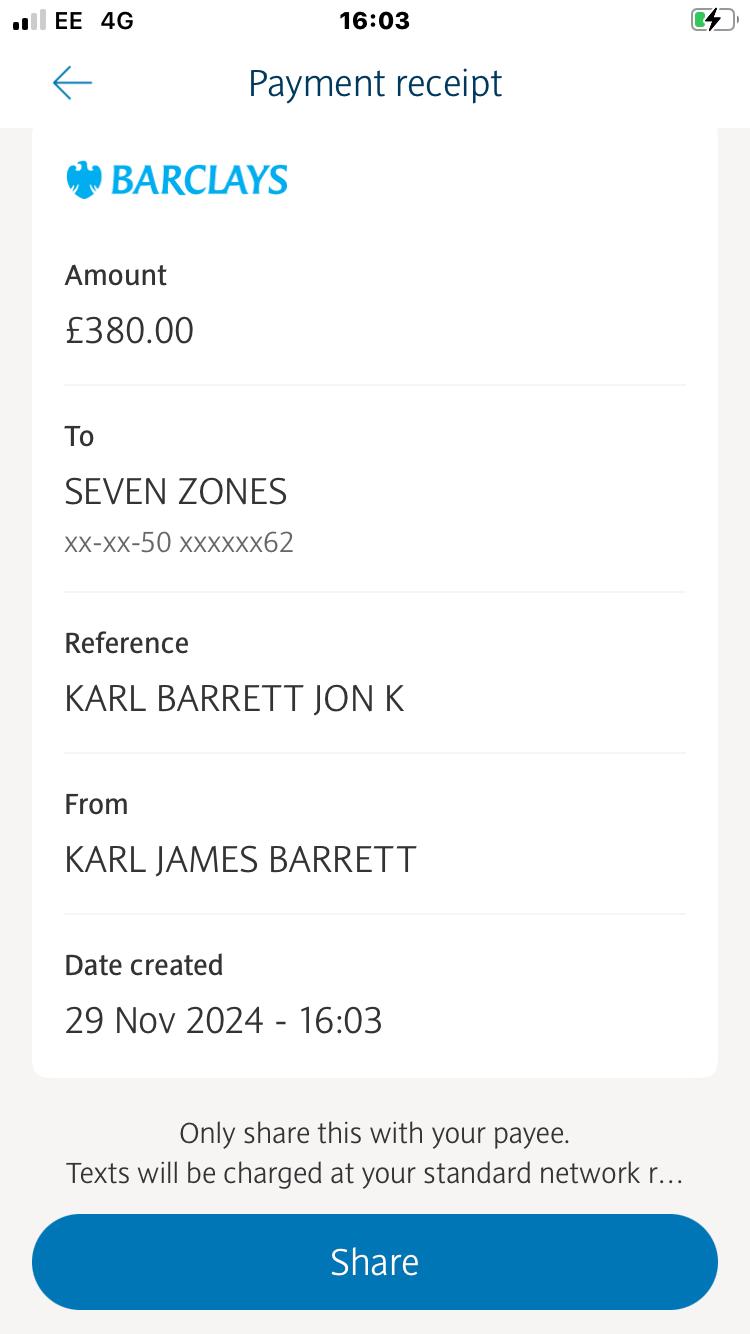 EE 4G 16:03
Payment receipt
BARCLAYS
Amount
£380.00
To
SEVEN ZONES
xx-xx-50 xxxxxx62
Reference
KARL BARRETT JON K
From
KARL JAMES BARRETT
Date created
29 Nov 2024 - 16:03
Only share this with your payee.
Texts will be charged at your standard network r...
Share